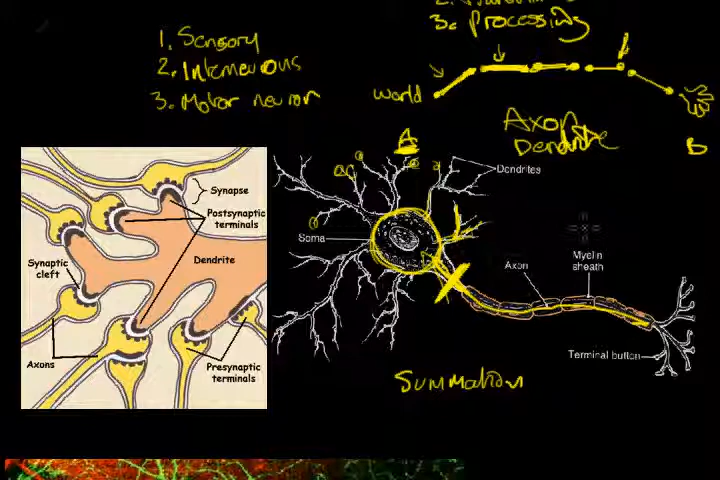 3. Processing
1. Sensory
2. Interneurons
3. Motor neuron
world
Axon
Dendrite
A
B
Synapse
Postsynaptic
terminals
Dendrite
Synaptic
cleft
Axons
Presynaptic
terminals
Dendrites
Soma
Axon
Myelin
sheath
Terminal button
Summation